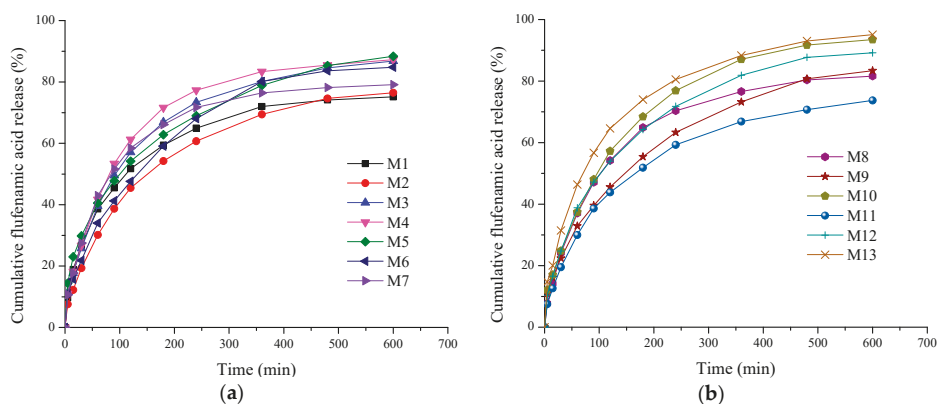 Cumulative flufenamic acid release (%)
100
80
60
40
20
0
0
100
200
300
400
500
600
700
Time (min)
M1
M2
M3
M4
M5
M6
M7
(a)
Cumulative flufenamic acid release (%)
100
80
60
40
20
0
0
100
200
300
400
500
600
700
Time (min)
M8
M9
M10
M11
M12
M13
(b)